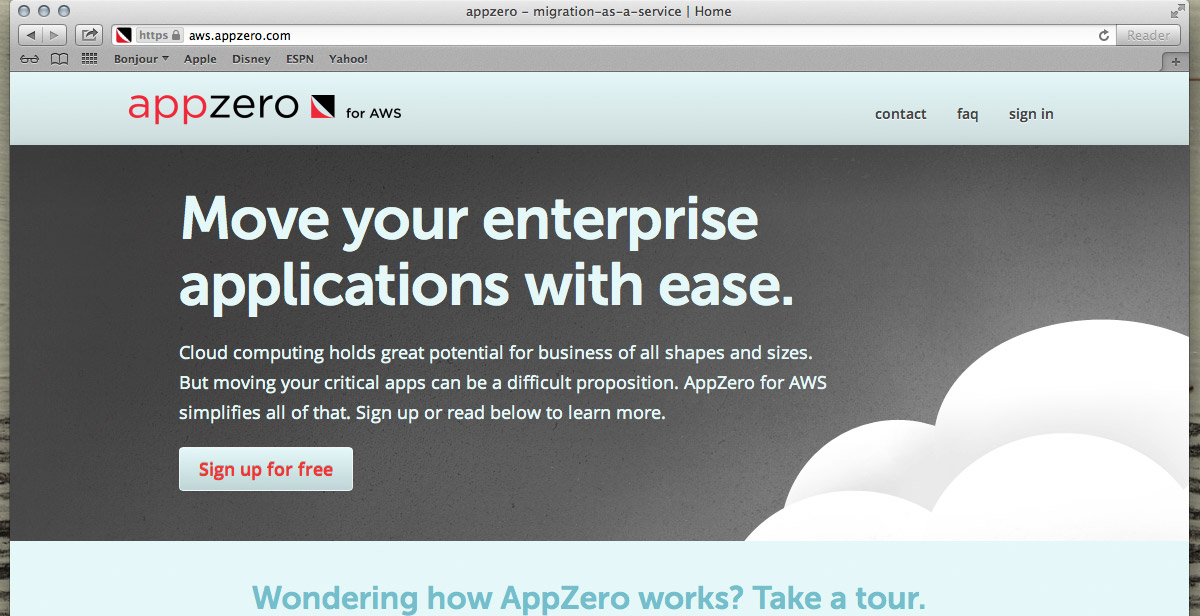 appzero – migration-as-a-service | Home
https aws.appzero.com Reader
Bonjour Apple Disney ESPN Yahoo!
appzero for AWS
contact faq sign in
Move your enterprise
applications with ease.
Cloud computing holds great potential for business of all shapes and sizes.
But moving your critical apps can be a difficult proposition. AppZero for AWS
simplifies all of that. Sign up or read below to learn more.
Sign up for free
Wondering how AppZero works? Take a tour.